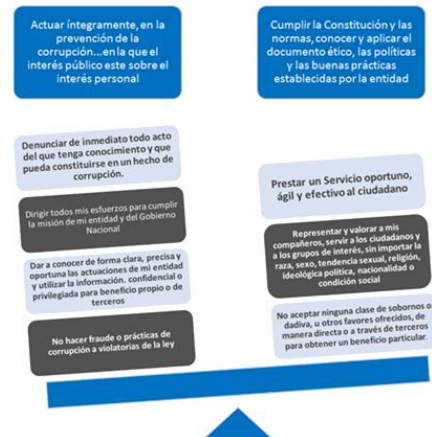 Actuar íntegramente, en la
prevención de la
corrupción...en la que el
interés público este sobre el
interés personal
Cumplir la Constitución y las
normas, conocer y aplicar el
documento ético, las políticas
y las buenas prácticas
establecidas por la entidad
Denunciar de inmediato todo acto
del que tenga conocimiento y que
pueda constituirse en un hecho de
corrupción.
Dirigir todos mis esfuerzos para cumplir
la misión de mi entidad y del Gobierno
Nacional
Dar a conocer de forma clara, precisa y
oportuna las actuaciones de mi entidad
y utilizar la información. confidencial o
privilegiada para beneficio propio o de
terceros
No hacer fraude o prácticas de
corrupción a violatorias de la ley
Prestar un Servicio oportuno,
ágil y efectivo al ciudadano
Representar y valorar a mis
compañeros, servir a los ciudadanos y
a los grupos de interés, sin importar la
raza, sexo, tendencia sexual, religión,
ideológica política, nacionalidad o
condición social
No aceptar ninguna clase de sobornos o
dadiva, u otros favores ofrecidos, de
manera directa o a través de terceros
para obtener un beneficio particular.